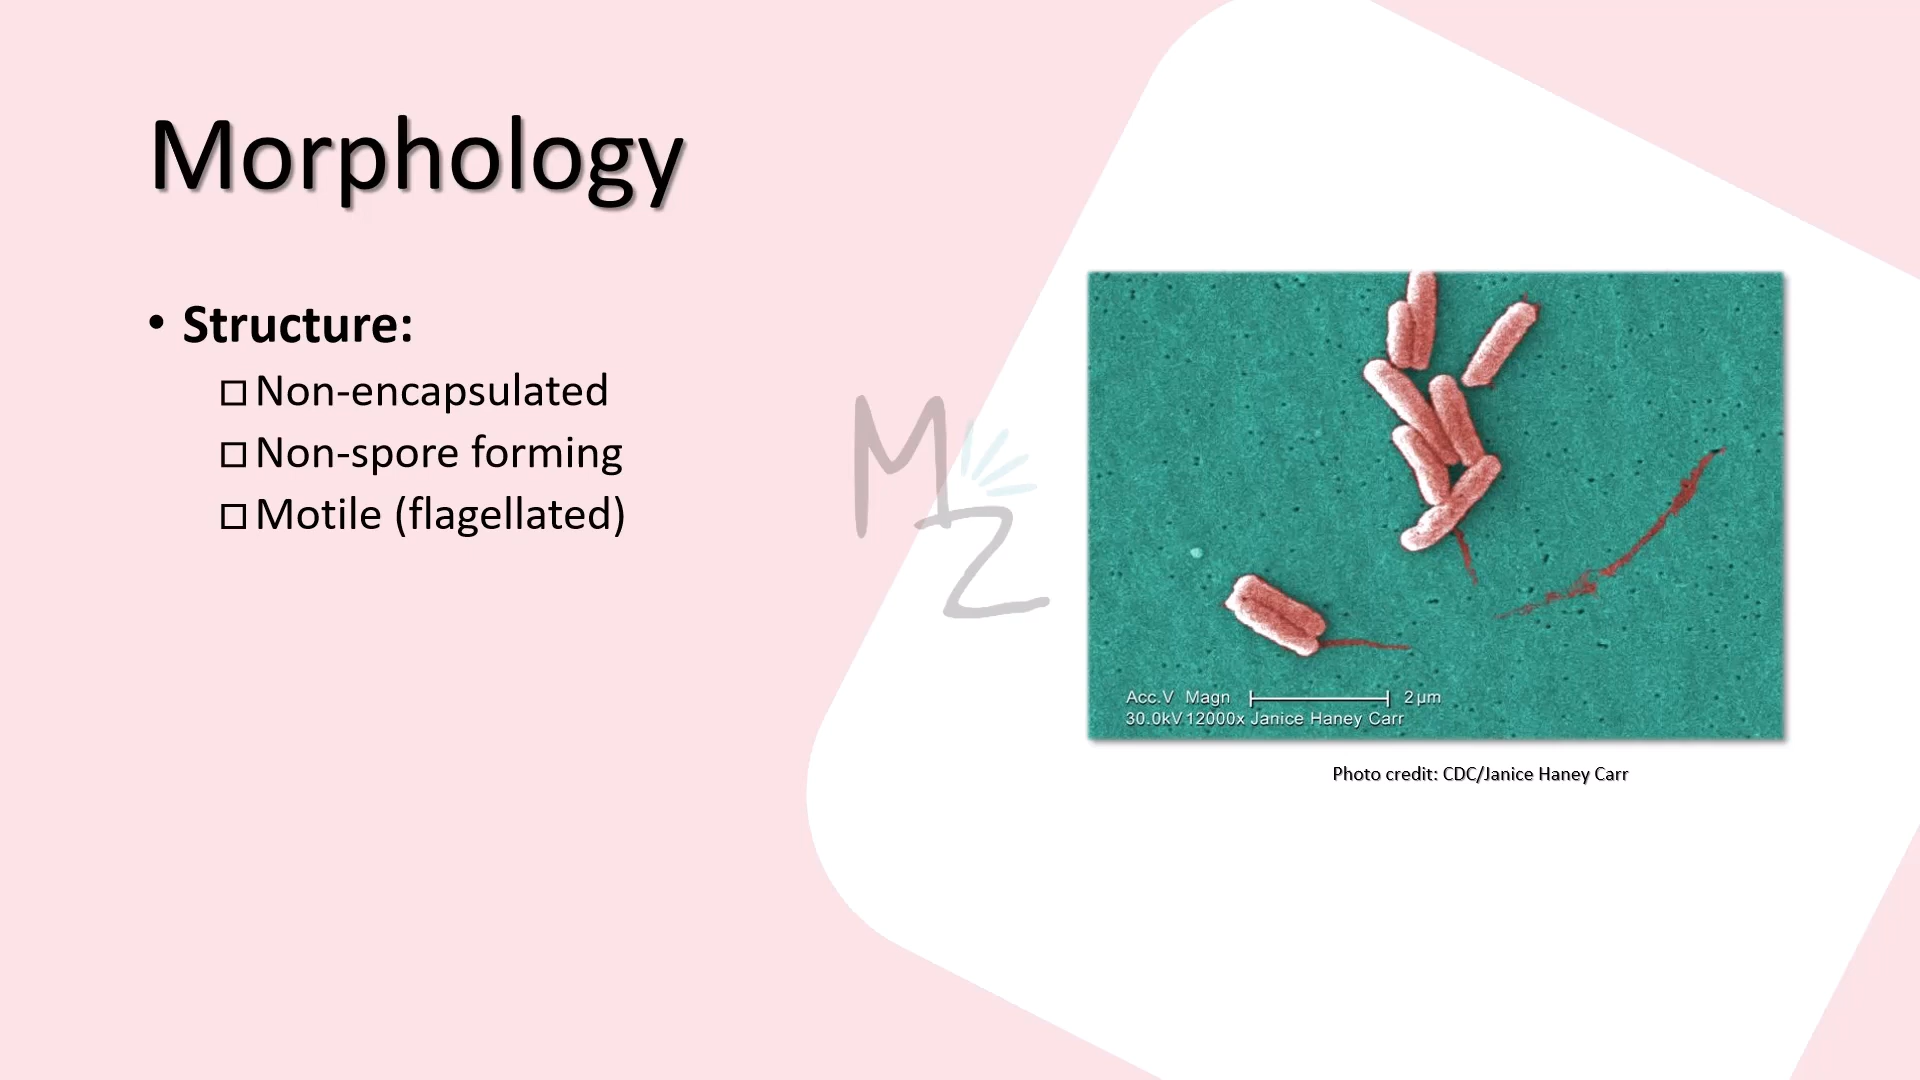 Morphology
• Structure:
□ Non-encapsulated
□ Non-spore forming
□ Motile (flagellated)
MZ
Acc.V Magn 2 µm
30.0kV 12000x Janice Haney Carr
Photo credit: CDC/Janice Haney Carr